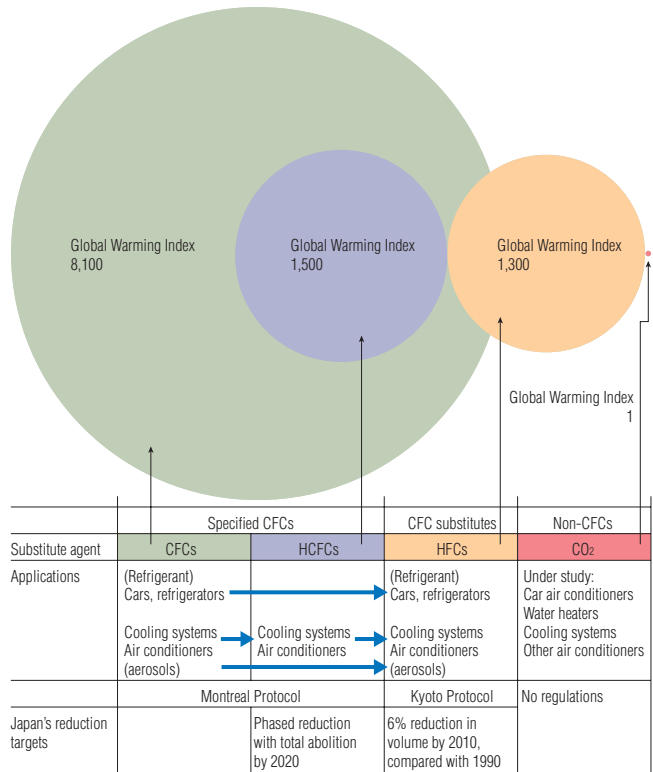 Global Warming Index
8,100
Global Warming Index
1,500
Global Warming Index
1,300
Global Warming Index
1
Specified CFCs
CFC substitutes
Non-CFCs
Substitute agent
CFCs
HCFCs
HFCs
CO₂
Applications
(Refrigerant)
Cars, refrigerators
(Refrigerant)
Cars, refrigerators
Under study:
Car air conditioners
Water heaters
Cooling systems
Other air conditioners
Cooling systems
Air conditioners
(aerosols)
Cooling systems
Air conditioners
Cooling systems
Air conditioners
(aerosols)
Montreal Protocol
Kyoto Protocol
No regulations
Japan's reduction
targets
Phased reduction
with total abolition
by 2020
6% reduction in
volume by 2010,
compared with 1990